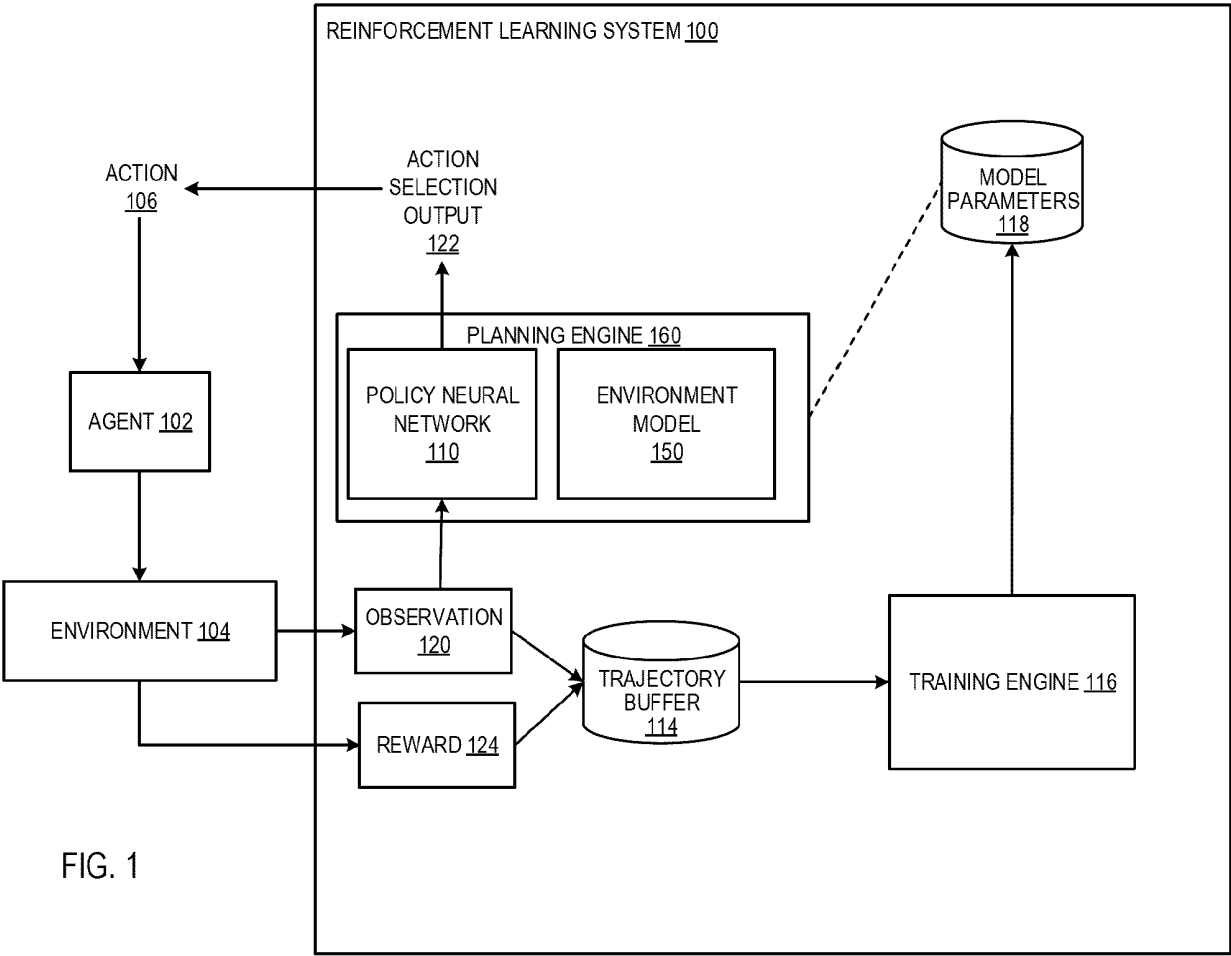 REINFORCEMENT LEARNING SYSTEM 100
ACTION
106
ACTION
SELECTION
OUTPUT
122
MODEL
PARAMETERS
118
PLANNING ENGINE 160
POLICY NEURAL
NETWORK
110
ENVIRONMENT
MODEL
150
AGENT 102
ENVIRONMENT 104
OBSERVATION
120
TRAJECTORY
BUFFER
114
TRAINING ENGINE 116
REWARD 124
FIG. 1